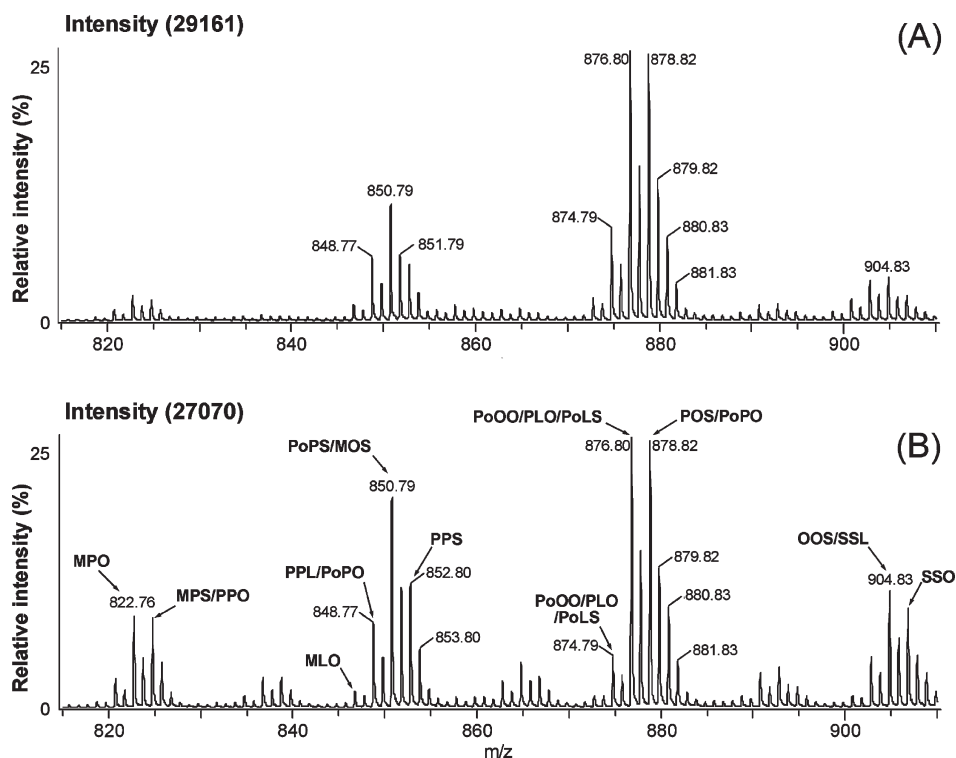 Intensity (29161)
(A)
Relative intensity (%)
25
0
848.77
850.79
851.79
874.79
876.80
878.82
879.82
880.83
881.83
904.83
820
840
860
880
900
Intensity (27070)
(B)
Relative intensity (%)
25
0
MPO
822.76
MPS/PPO
MLO
PPL/PoPO
848.77
PoPS/MOS
850.79
PPS
852.80
853.80
PoOO/PLO
/PoLS
874.79
PoOO/PLO/PoLS
876.80
POS/PoPO
878.82
879.82
880.83
881.83
OOS/SSL
904.83
SSO
820
840
860
880
900
m/z